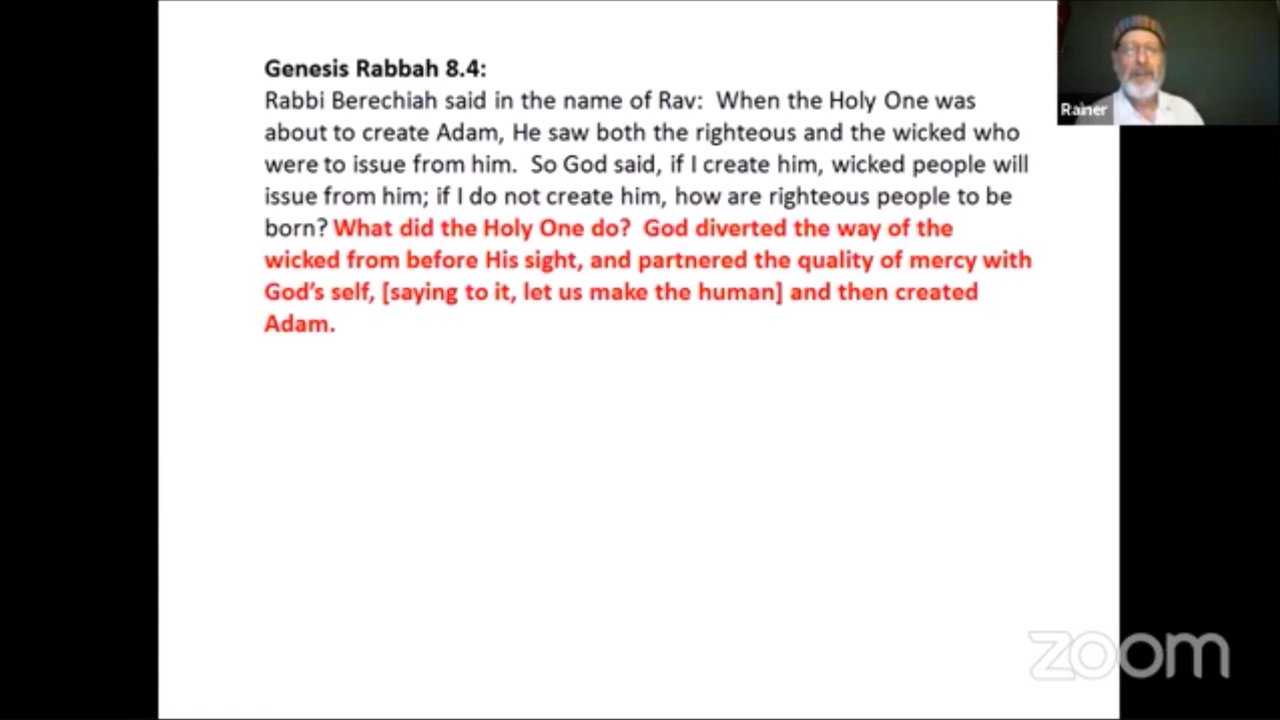 Genesis Rabbah 8.4:
Rabbi Berechiah said in the name of Rav:  When the Holy One was
about to create Adam, He saw both the righteous and the wicked who
were to issue from him.  So God said, if I create him, wicked people will
issue from him; if I do not create him, how are righteous people to be
born? What did the Holy One do?  God diverted the way of the
wicked from before His sight, and partnered the quality of mercy with
God’s self, [saying to it, let us make the human] and then created
Adam.
Rainer
zoom